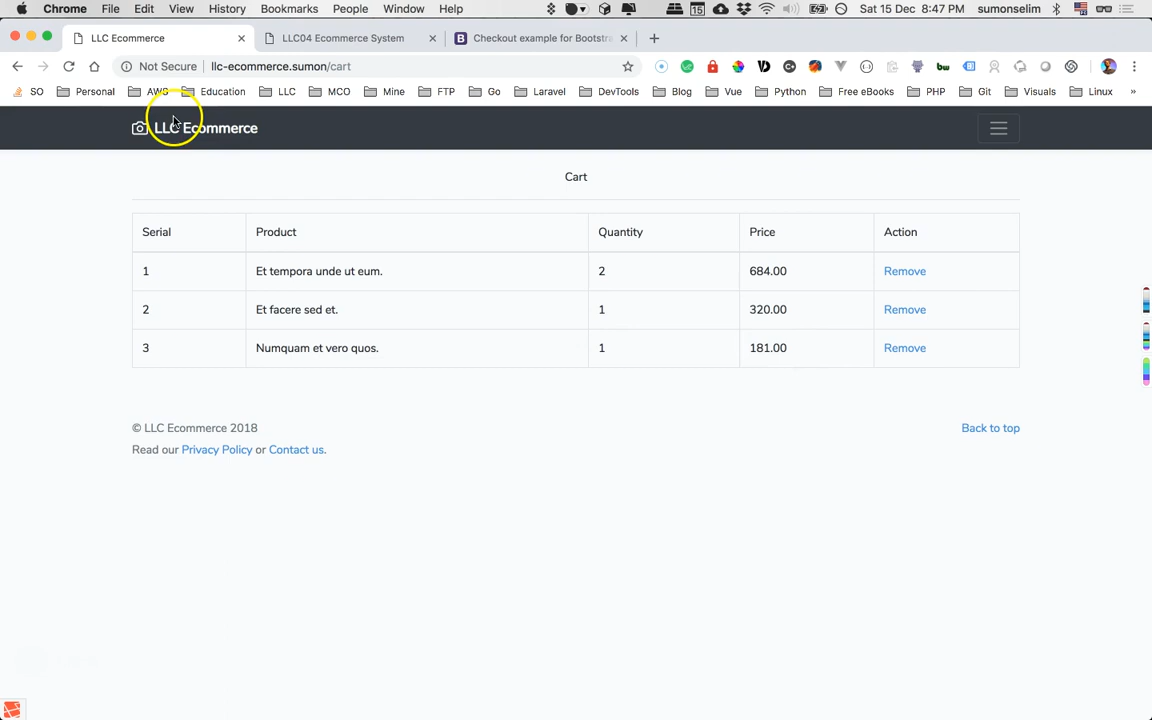 Chrome File Edit View History Bookmarks People Window Help 15 Sat 15 Dec 8:47 PM sumonselim
LLC Ecommerce LLC04 Ecommerce System Checkout example for Bootstra
Not Secure llc-ecommerce.sumon/cart
SO Personal AWS Education LLC MCO Mine FTP Go Laravel DevTools Blog Vue Python Free eBooks PHP Git Visuals Linux »
LLC Ecommerce
Cart
Serial Product Quantity Price Action
1 Et tempora unde ut eum. 2 684.00 Remove
2 Et facere sed et. 1 320.00 Remove
3 Numquam et vero quos. 1 181.00 Remove
© LLC Ecommerce 2018 Back to top
Read our Privacy Policy or Contact us.